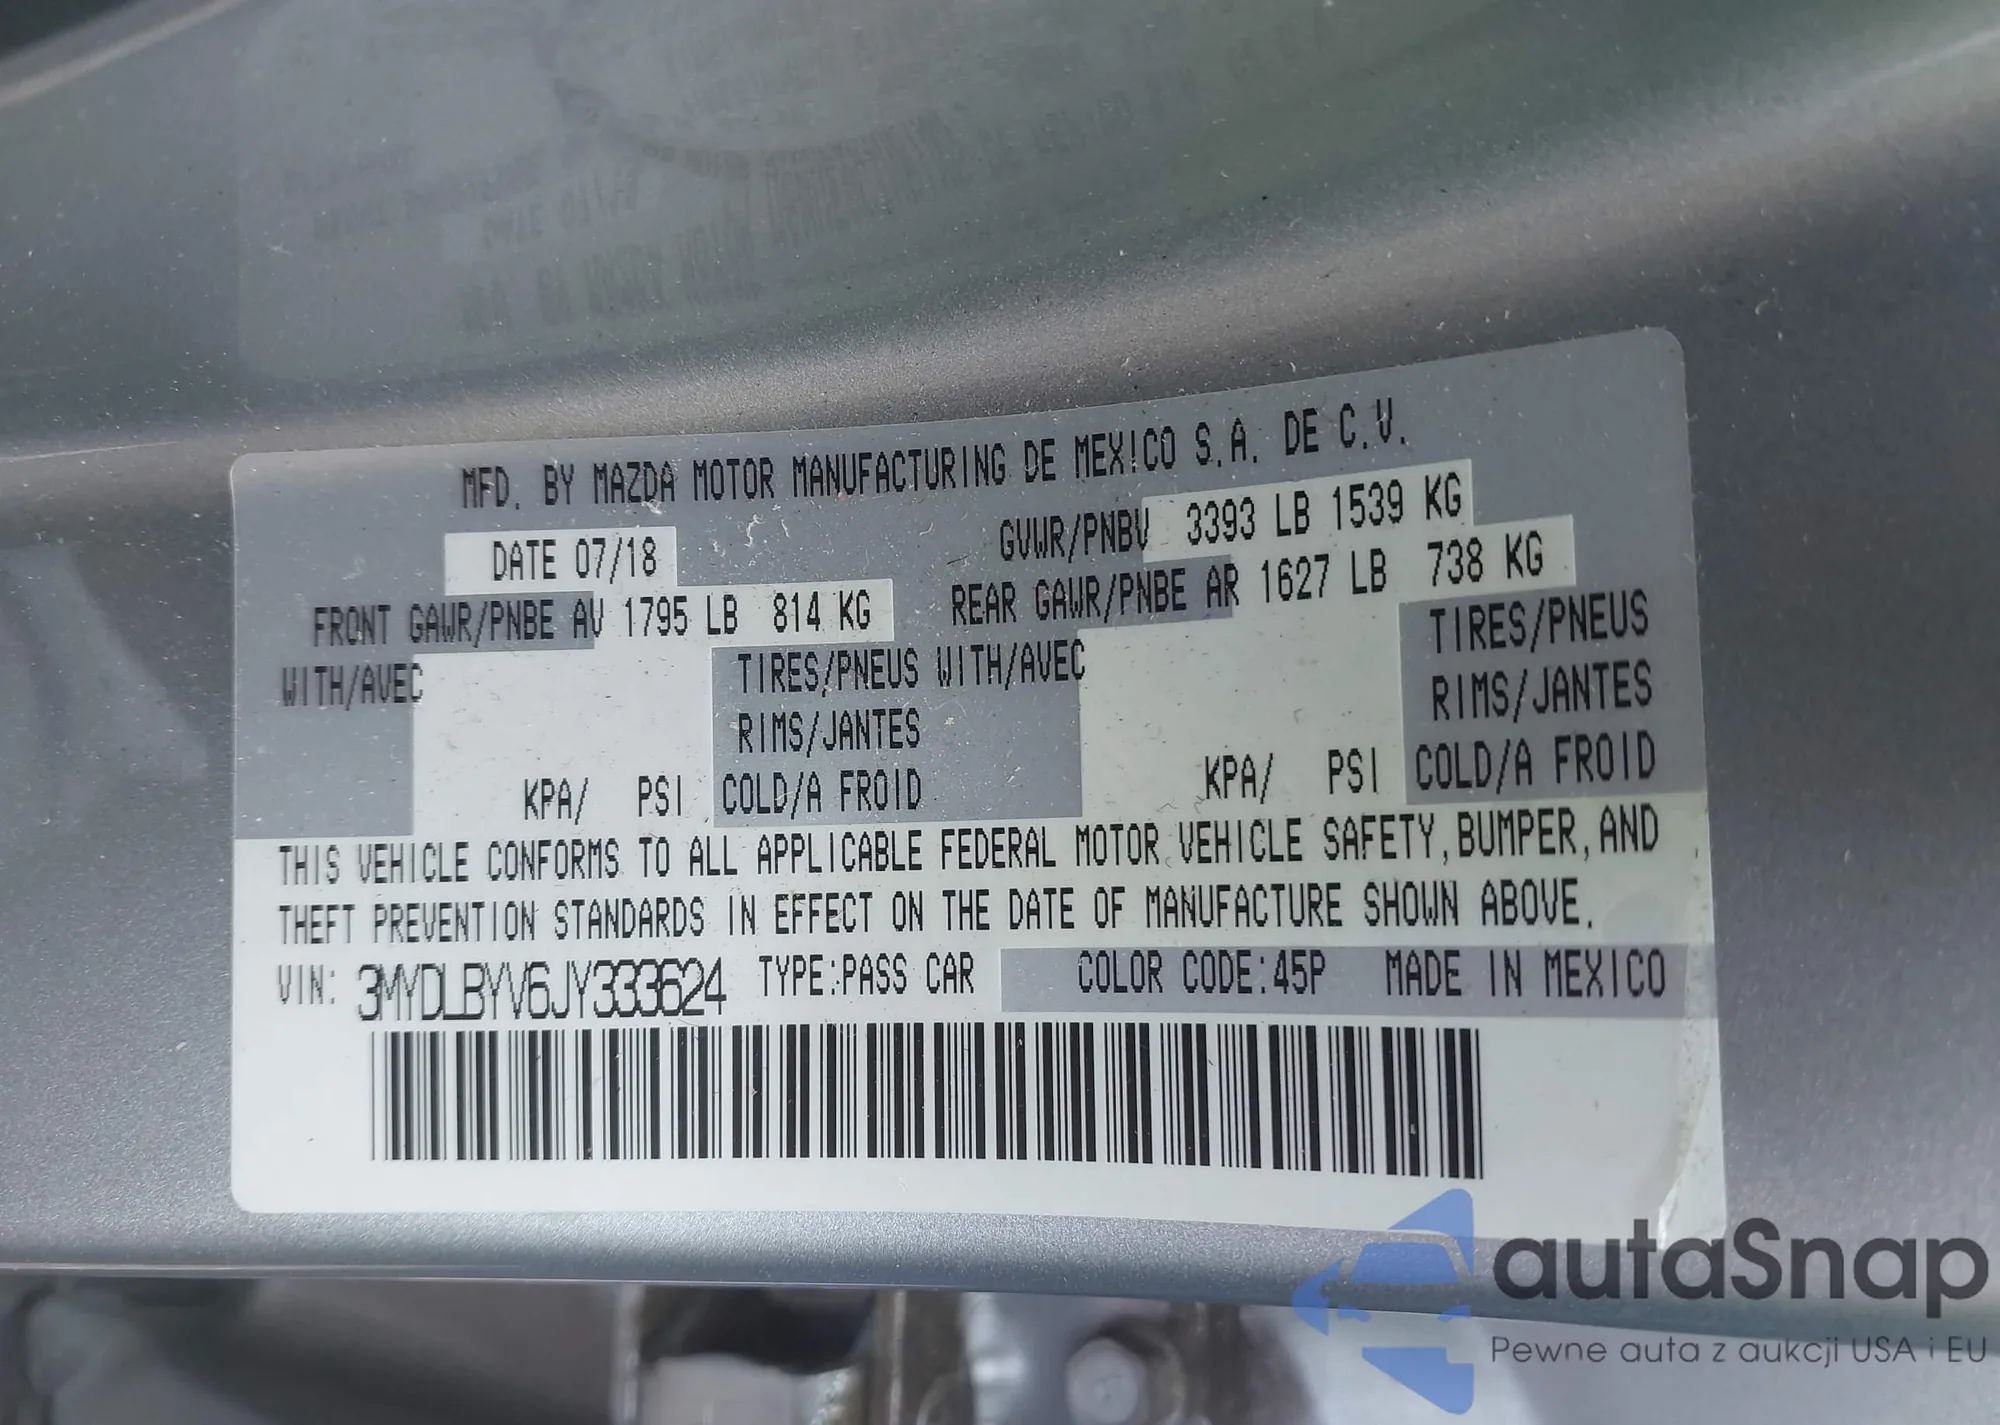 MFD. BY MAZDA MOTOR MANUFACTURING DE MEXICO S.A. DE C.V.
DATE 07/18 GVWR/PNBV 3393 LB 1539 KG
FRONT GAWR/PNBE AV 1795 LB 814 KG REAR GAWR/PNBE AR 1627 LB 738 KG
WITH/AVEC TIRES/PNEUS WITH/AVEC TIRES/PNEUS
RIMS/JANTES RIMS/JANTES
KPA/ PSI COLD/A FROID KPA/ PSI COLD/A FROID
THIS VEHICLE CONFORMS TO ALL APPLICABLE FEDERAL MOTOR VEHICLE SAFETY, BUMPER, AND
THEFT PREVENTION STANDARDS IN EFFECT ON THE DATE OF MANUFACTURE SHOWN ABOVE.
VIN: 3MYDLBYV6JY333624 TYPE:PASS CAR COLOR CODE:45P MADE IN MEXICO
autaSnap
Pewne auta z aukcji USA i EU